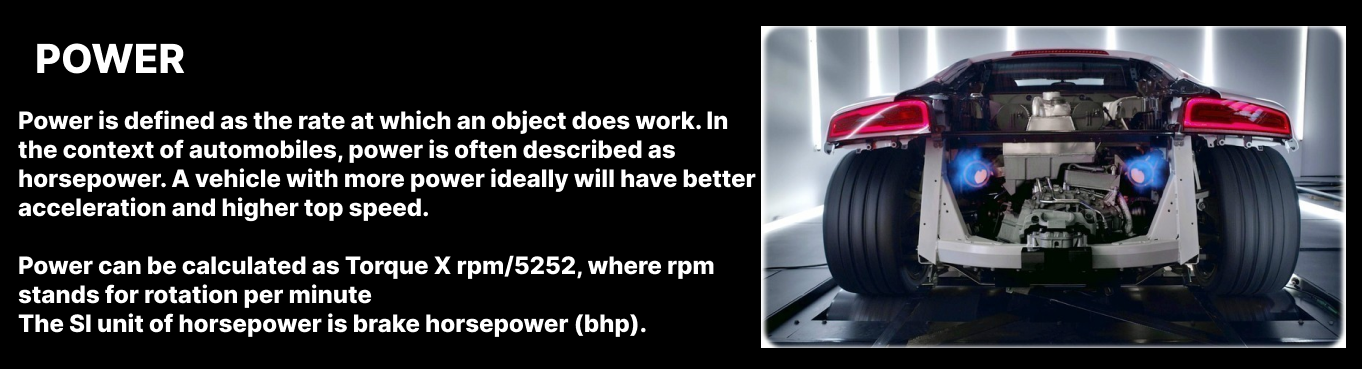 POWER
Power is defined as the rate at which an object does work. In
the context of automobiles, power is often described as
horsepower. A vehicle with more power ideally will have better
acceleration and higher top speed.
Power can be calculated as Torque X rpm/5252, where rpm
stands for rotation per minute
The SI unit of horsepower is brake horsepower (bhp).